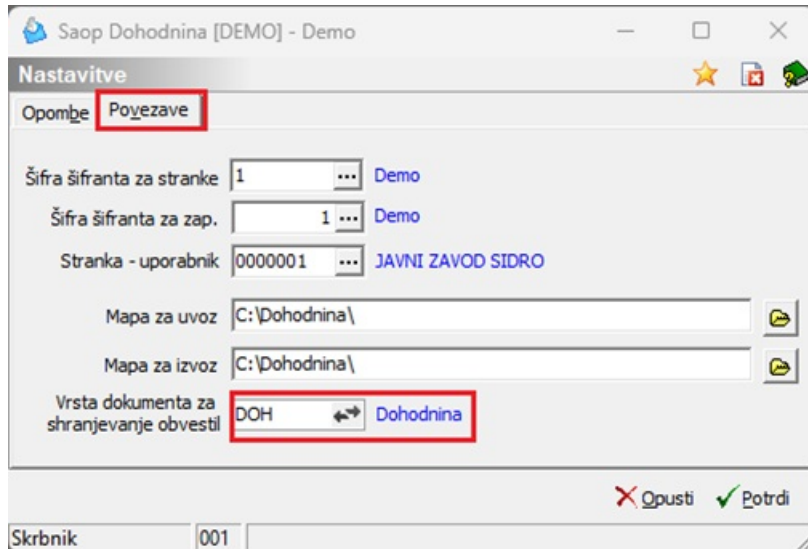 Saop Dohodnina [DEMO] - Demo
Nastavitve
Opombe Povezave
Šifra šifranta za stranke 1 ... Demo
Šifra šifranta za zap. 1 ... Demo
Stranka - uporabnik 0000001 ... JAVNI ZAVOD SIDRO
Mapa za uvoz C:\Dohodnina\
Mapa za izvoz C:\Dohodnina\
Vrsta dokumenta za
shranjevanje obvestil DOH Dohodnina
Opusti Potrdi
Skrbnik 001